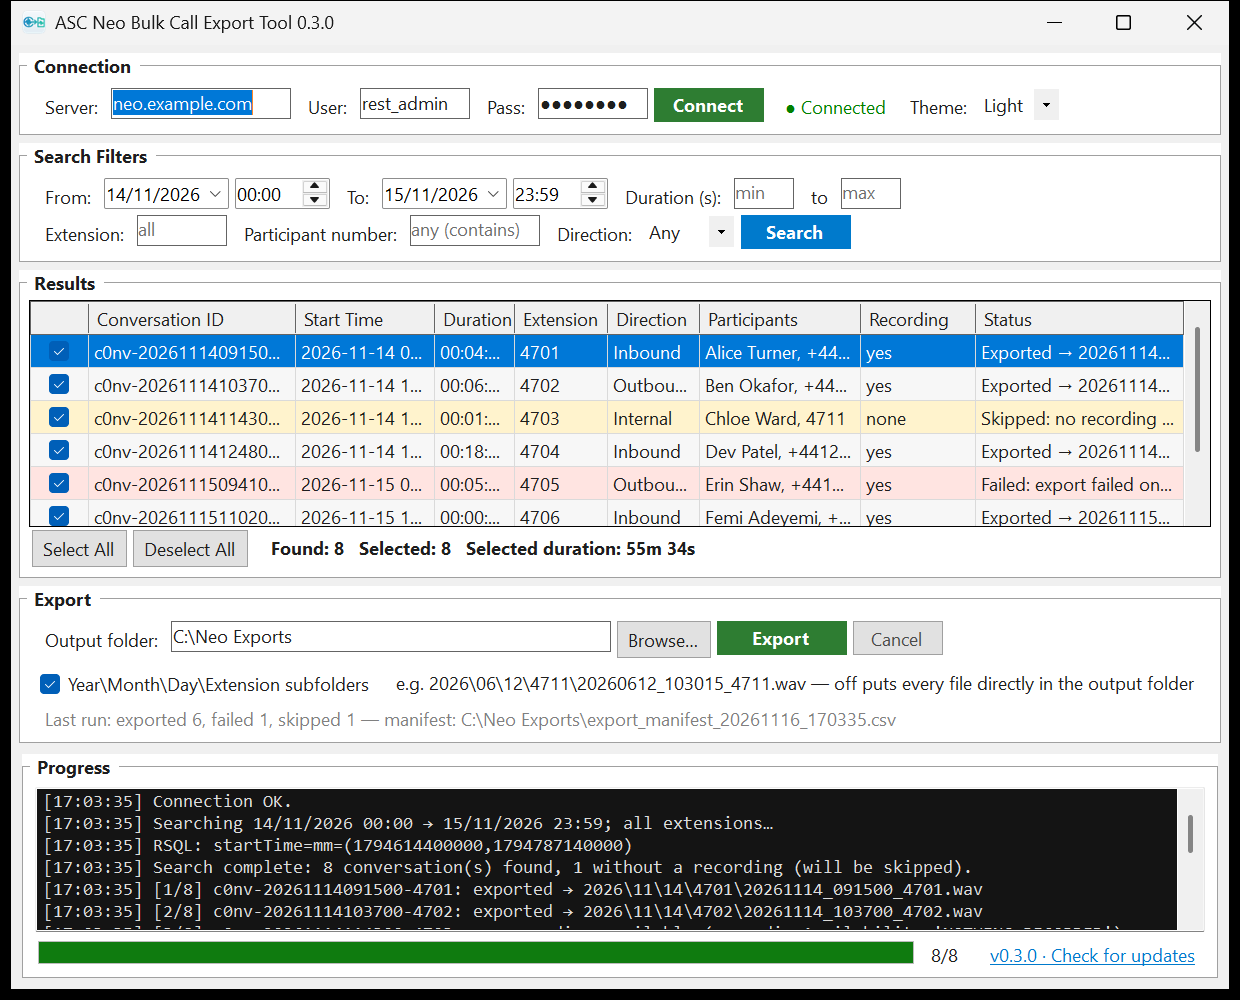 ASC Neo Bulk Call Export Tool 0.3.0
Connection
Server: neo.example.com User: rest_admin Pass: ●●●●●●●● Connect ● Connected Theme: Light
Search Filters
From: 14/11/2026 00:00 To: 15/11/2026 23:59 Duration (s): min to max
Extension: all Participant number: any (contains) Direction: Any Search
Results
Conversation ID Start Time Duration Extension Direction Participants Recording Status
c0nv-2026111409150... 2026-11-14 0... 00:04:... 4701 Inbound Alice Turner, +44... yes Exported → 20261114...
c0nv-2026111410370... 2026-11-14 1... 00:06:... 4702 Outbou... Ben Okafor, +44... yes Exported → 20261114...
c0nv-2026111411430... 2026-11-14 1... 00:01:... 4703 Internal Chloe Ward, 4711 none Skipped: no recording ...
c0nv-2026111412480... 2026-11-14 1... 00:18:... 4704 Inbound Dev Patel, +4412... yes Exported → 20261114...
c0nv-2026111509410... 2026-11-15 0... 00:05:... 4705 Outbou... Erin Shaw, +441... yes Failed: export failed on...
c0nv-2026111511020... 2026-11-15 1... 00:00:... 4706 Inbound Femi Adeyemi, +... yes Exported → 20261115...
Select All Deselect All Found: 8 Selected: 8 Selected duration: 55m 34s
Export
Output folder: C:\Neo Exports Browse... Export Cancel
Year\Month\Day\Extension subfolders e.g. 2026\06\12\4711\20260612_103015_4711.wav — off puts every file directly in the output folder
Last run: exported 6, failed 1, skipped 1 — manifest: C:\Neo Exports\export_manifest_20261116_170335.csv
Progress
[17:03:35] Connection OK.
[17:03:35] Searching 14/11/2026 00:00 → 15/11/2026 23:59; all extensions…
[17:03:35] RSQL: startTime=mm=(1794614400000,1794787140000)
[17:03:35] Search complete: 8 conversation(s) found, 1 without a recording (will be skipped).
[17:03:35] [1/8] c0nv-20261114091500-4701: exported → 2026\11\14\4701\20261114_091500_4701.wav
[17:03:35] [2/8] c0nv-20261114103700-4702: exported → 2026\11\14\4702\20261114_103700_4702.wav
8/8 v0.3.0 · Check for updates